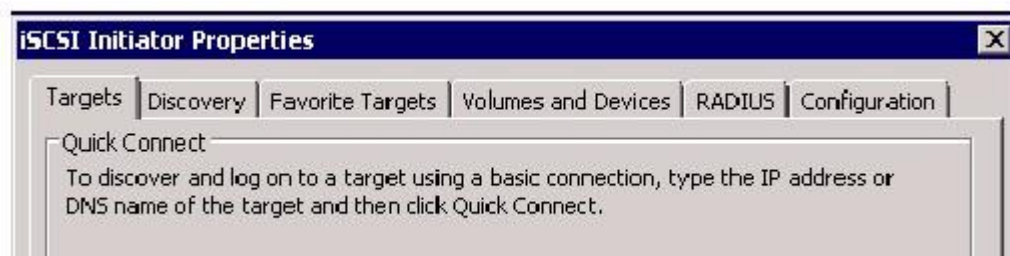 iSCSI Initiator Properties
Targets Discovery Favorite Targets Volumes and Devices RADIUS Configuration
Quick Connect
To discover and log on to a target using a basic connection, type the IP address or
DNS name of the target and then click Quick Connect.